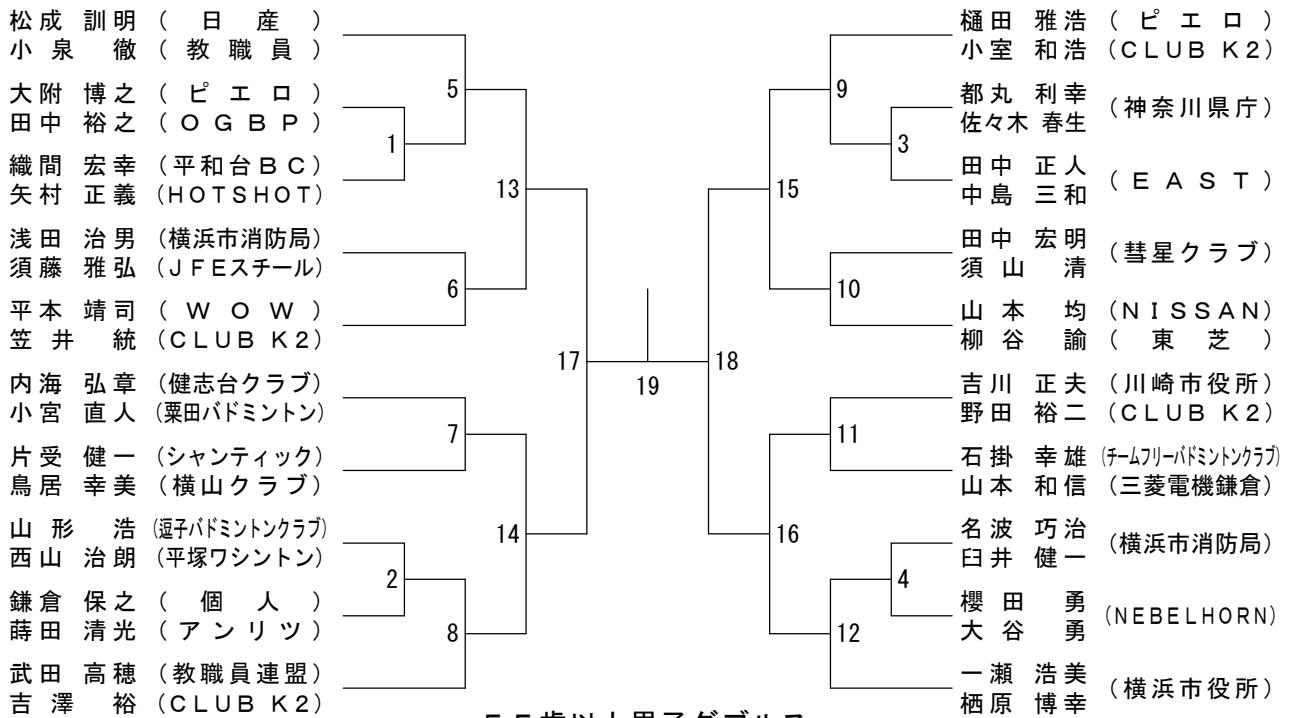 松成 訓明 ( 日 産 )
小泉 徹 ( 教 職 員 )
大附 博之 ( ピ エ ロ )
田中 裕之 ( O G B P )
織間 宏幸 (平和台BC)
矢村 正義 (HOTSHOT)
浅田 治男 (横浜市消防局)
須藤 雅弘 (JFEスチール)
平本 靖司 ( W O W )
笠井 統 (CLUB K2)
内海 弘章 (健志台クラブ)
小宮 直人 (栗田バドミントン)
片受 健一 (シャンティック)
鳥居 幸美 (横山クラブ)
山形 浩 (逗子バドミントンクラブ)
西山 治朗 (平塚ワシントン)
鎌倉 保之 ( 個 人 )
蒔田 清光 (アンリツ)
武田 高穂 (教職員連盟)
吉澤 裕 (CLUB K2)
1
2
5
6
7
8
13
14
17
19
18
15
16
9
10
11
12
3
4
樋田 雅浩 ( ピ エ ロ )
小室 和浩 (CLUB K2)
都丸 利幸
佐々木 春生
(神奈川県庁)
田中 正人
中島 三和
( E A S T )
田中 宏明
須山 清
(彗星クラブ)
山本 均 (NISSAN)
柳谷 諭 ( 東 芝 )
吉川 正夫 (川崎市役所)
野田 裕二 (CLUB K2)
石掛 幸雄 (チームフリーバドミントンクラブ)
山本 和信 (三菱電機鎌倉)
名波 巧治
臼井 健一
(横浜市消防局)
櫻田 勇
大谷 勇
(NEBELHORN)
一瀬 浩美
栖原 博幸
(横浜市役所)